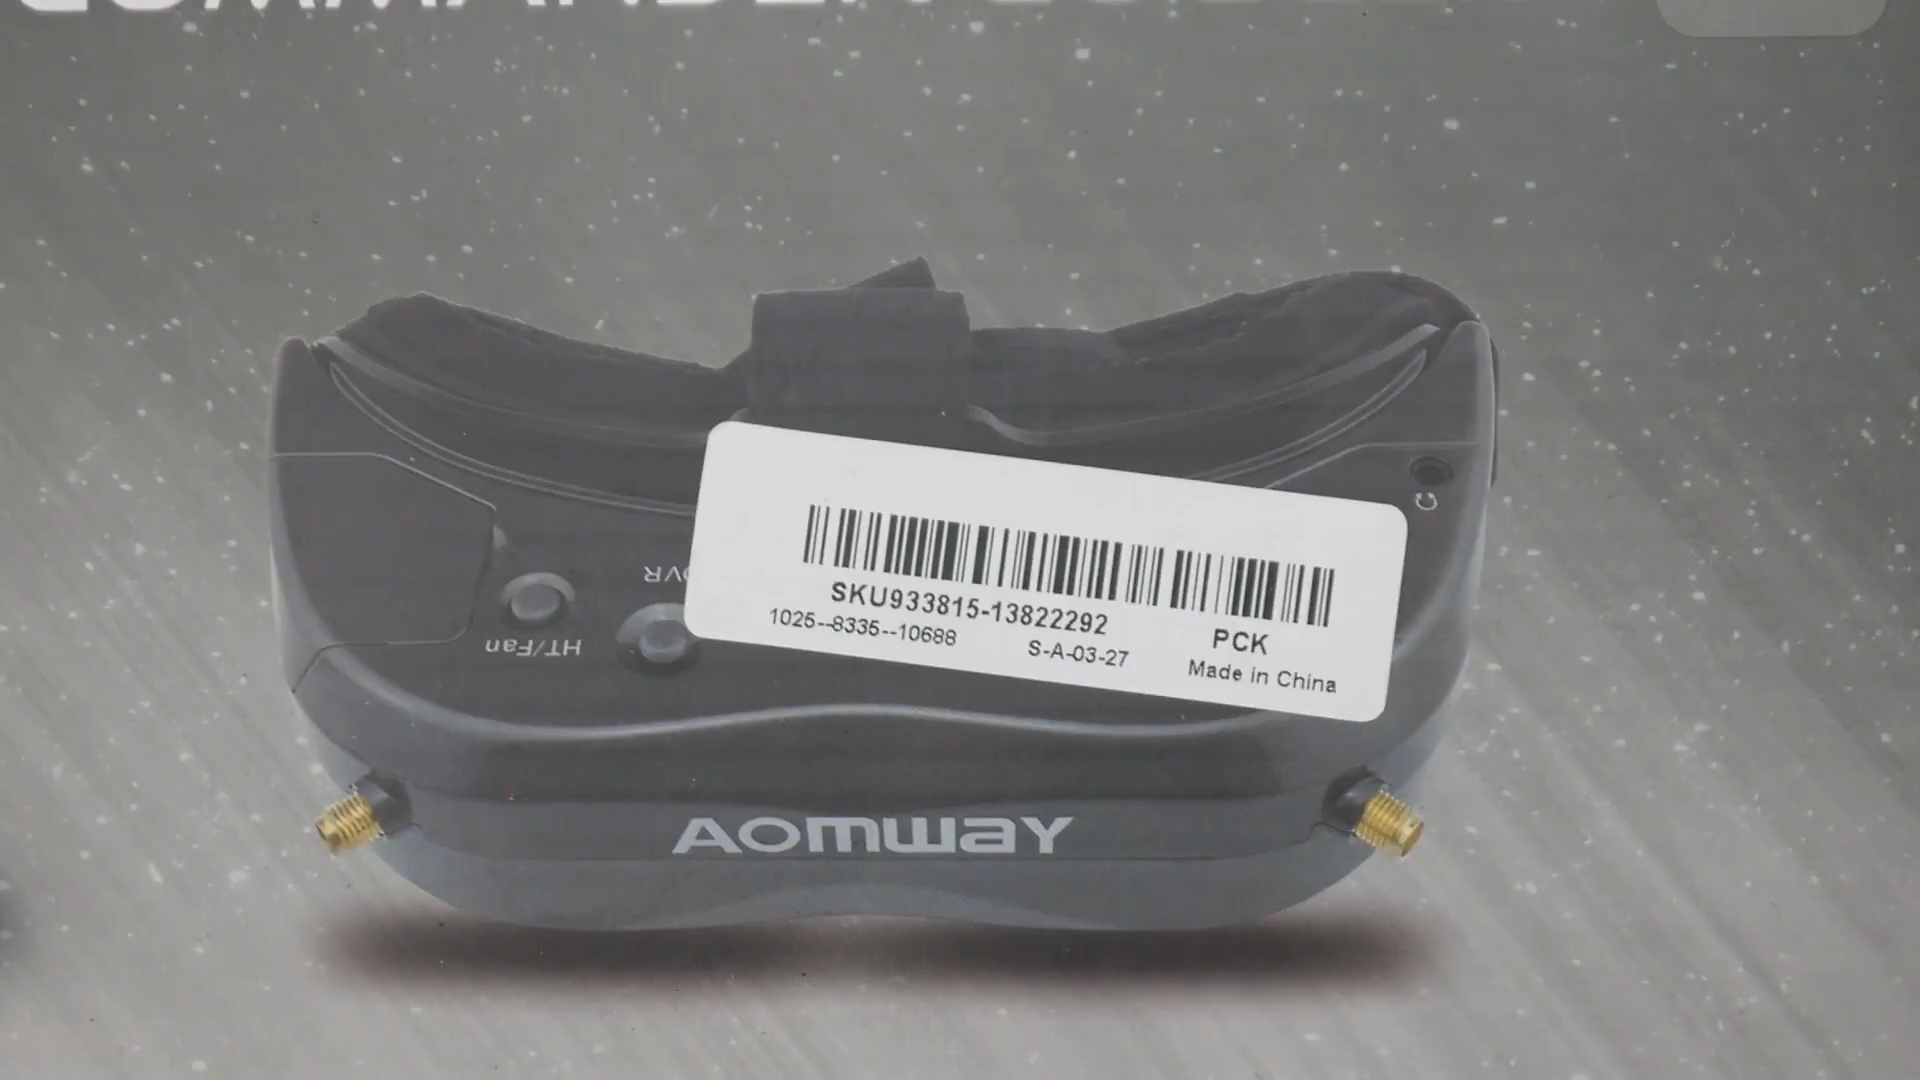 DVR
HT/Fan
SKU933815-13822292
PCK
1025--8335--10688
S-A-03-27
Made in China
AOMWAY